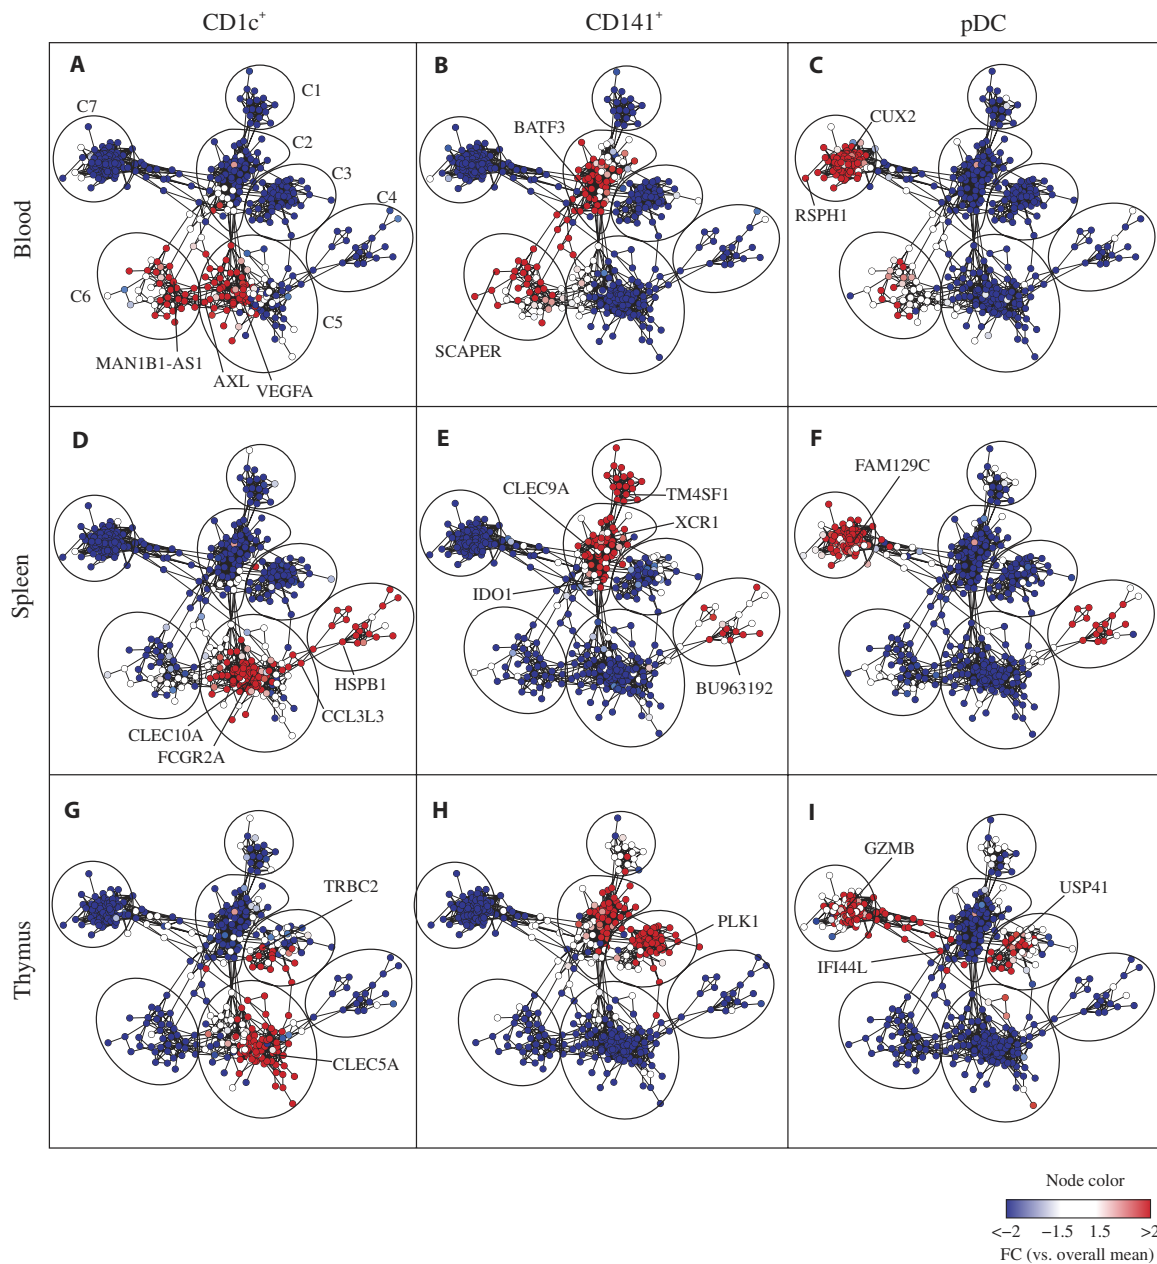 CD1c+
CD141+
pDC
Blood
A
C1
C7
C2
C3
C4
C6
C5
MAN1B1-AS1
AXL
VEGFA
B
BATF3
SCAPER
C
CUX2
RSPH1
Spleen
D
HSPB1
CCL3L3
CLEC10A
FCGR2A
E
CLEC9A
TM4SF1
XCR1
IDO1
BU963192
F
FAM129C
Thymus
G
TRBC2
CLEC5A
H
PLK1
I
GZMB
USP41
IFI44L
Node color
<−2 −1.5 1.5 >2
FC (vs. overall mean)